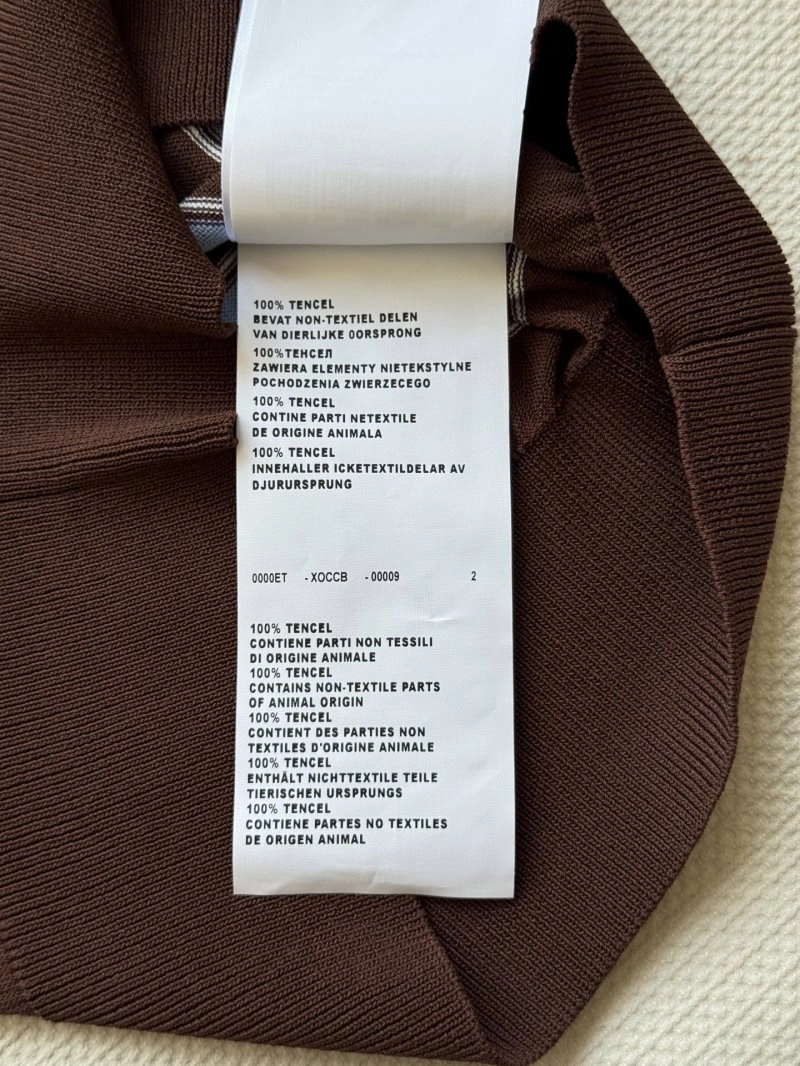 100% TENCEL
BEVAT NON-TEXTIEL DELEN
VAN DIERLIJKE OORSPRONG
100%ТЕНСЕЛ
ZAWIERA ELEMENTY NIETEKSTYLNE
POCHODZENIA ZWIERZECEGO
100% TENCEL
CONTINE PARTI NETEXTILE
DE ORIGINE ANIMALA
100% TENCEL
INNEHALLER ICKETEXTILDELAR AV
DJURURSPRUNG
0000ET -XOCCB -00009 2
100% TENCEL
CONTIENE PARTI NON TESSILI
DI ORIGINE ANIMALE
100% TENCEL
CONTAINS NON-TEXTILE PARTS
OF ANIMAL ORIGIN
100% TENCEL
CONTIENT DES PARTIES NON
TEXTILES D'ORIGINE ANIMALE
100% TENCEL
ENTHÄLT NICHTTEXTILE TEILE
TIERISCHEN URSPRUNGS
100% TENCEL
CONTIENE PARTES NO TEXTILES
DE ORIGEN ANIMAL